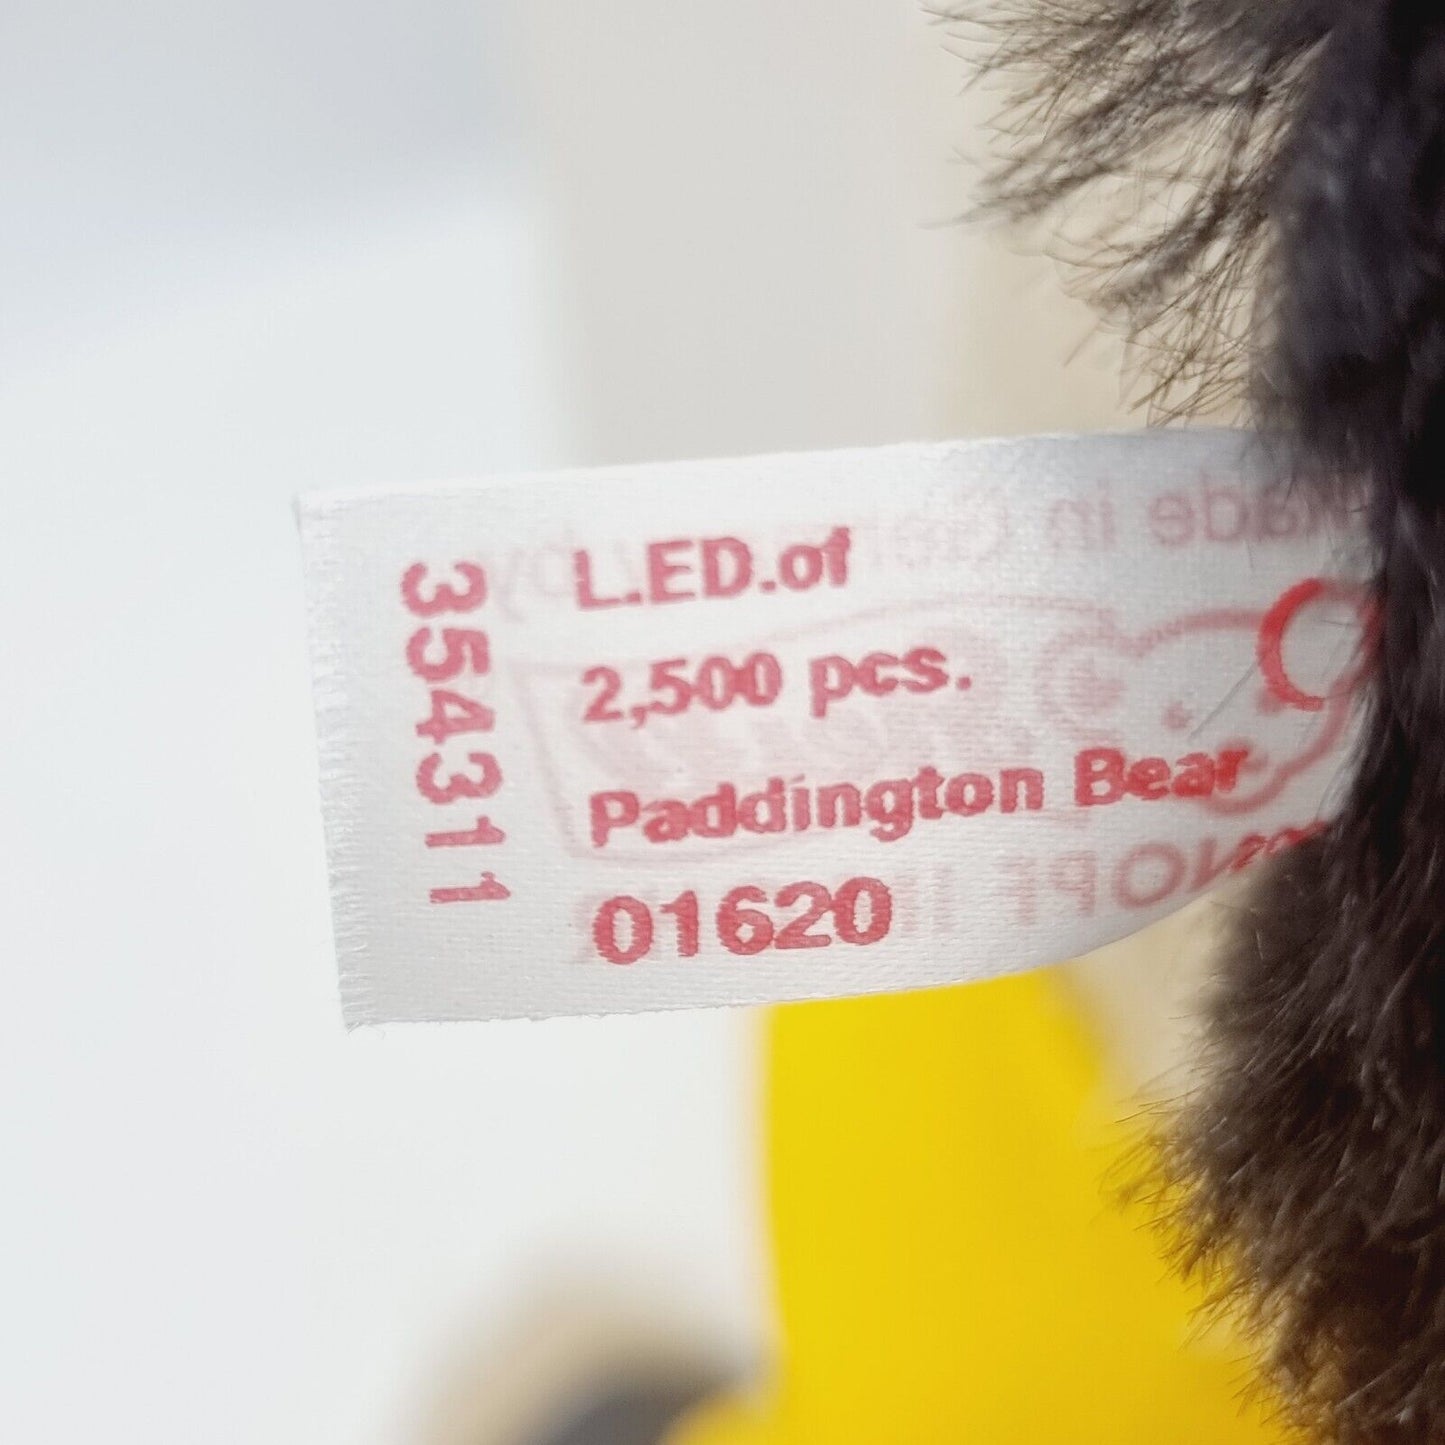 354311
L.ED.of
2,500 pcs.
Paddington Bear
01620